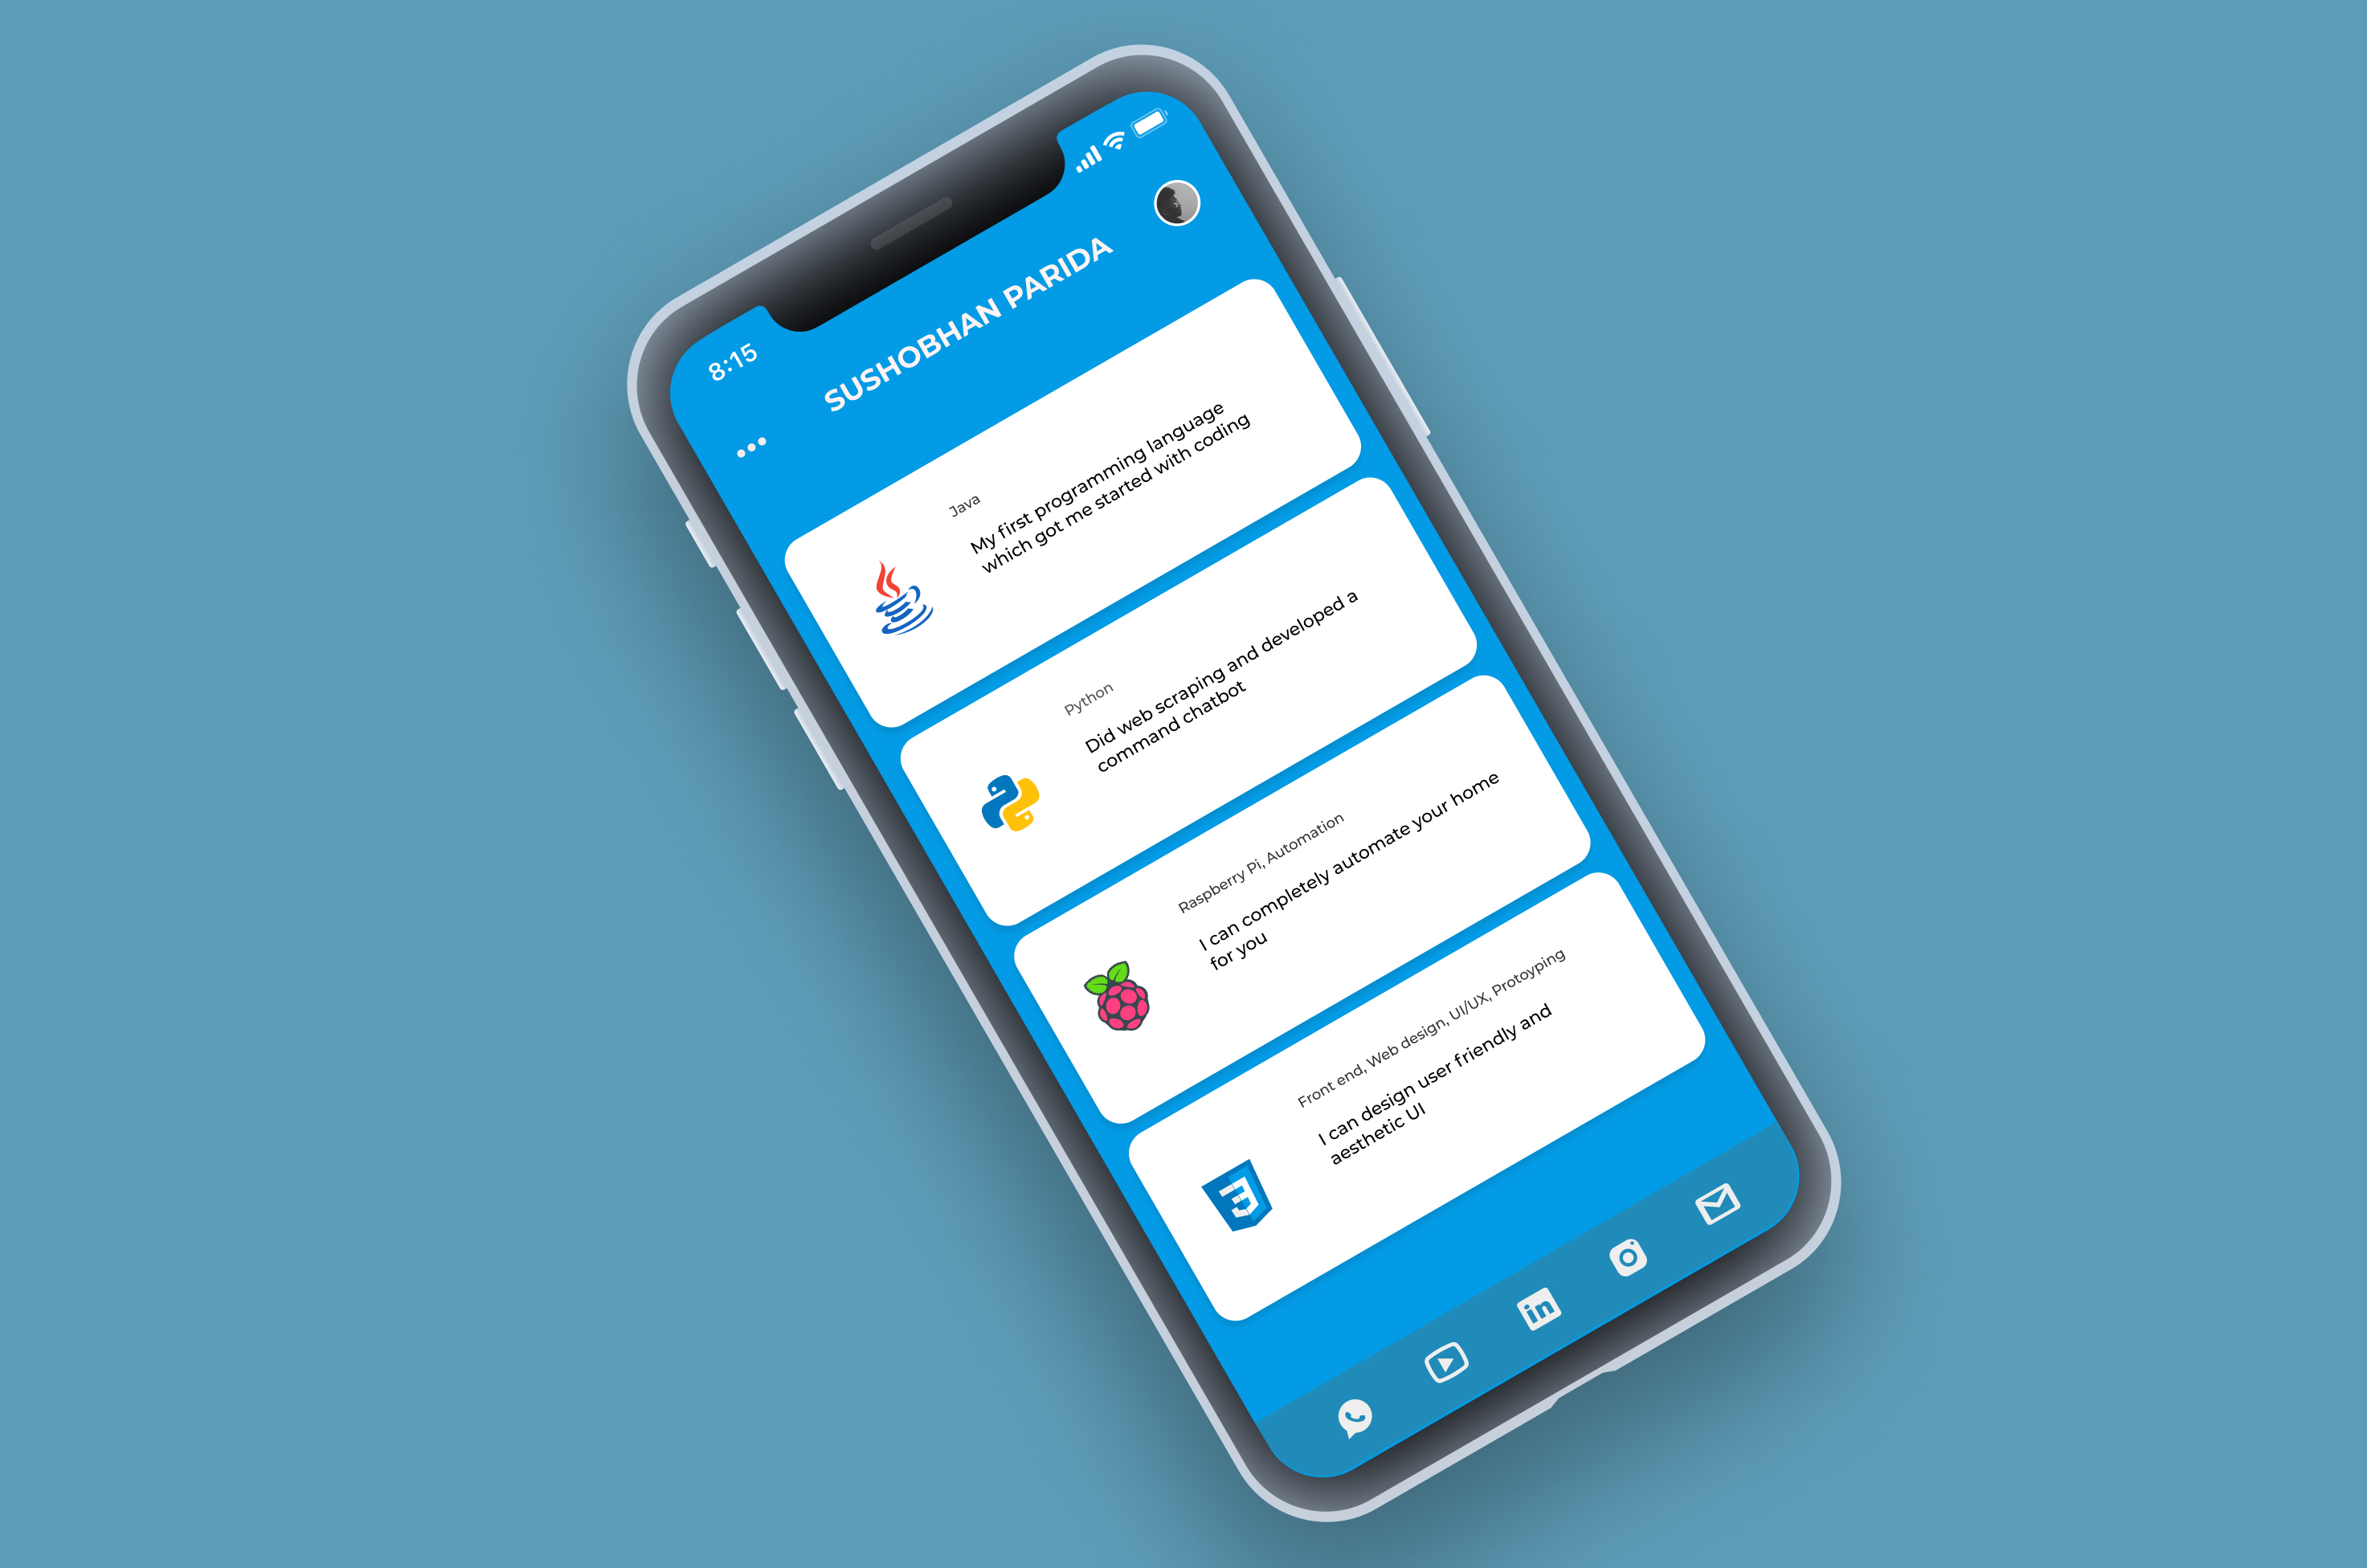 8:15
SUSHOBHAN PARIDA
Java
My first programming language
which got me started with coding
Python
Did web scraping and developed a
command chatbot
Raspberry Pi, Automation
I can completely automate your home
for you
Front end, Web design, UI/UX, Protoyping
I can design user friendly and
aesthetic UI
3
in